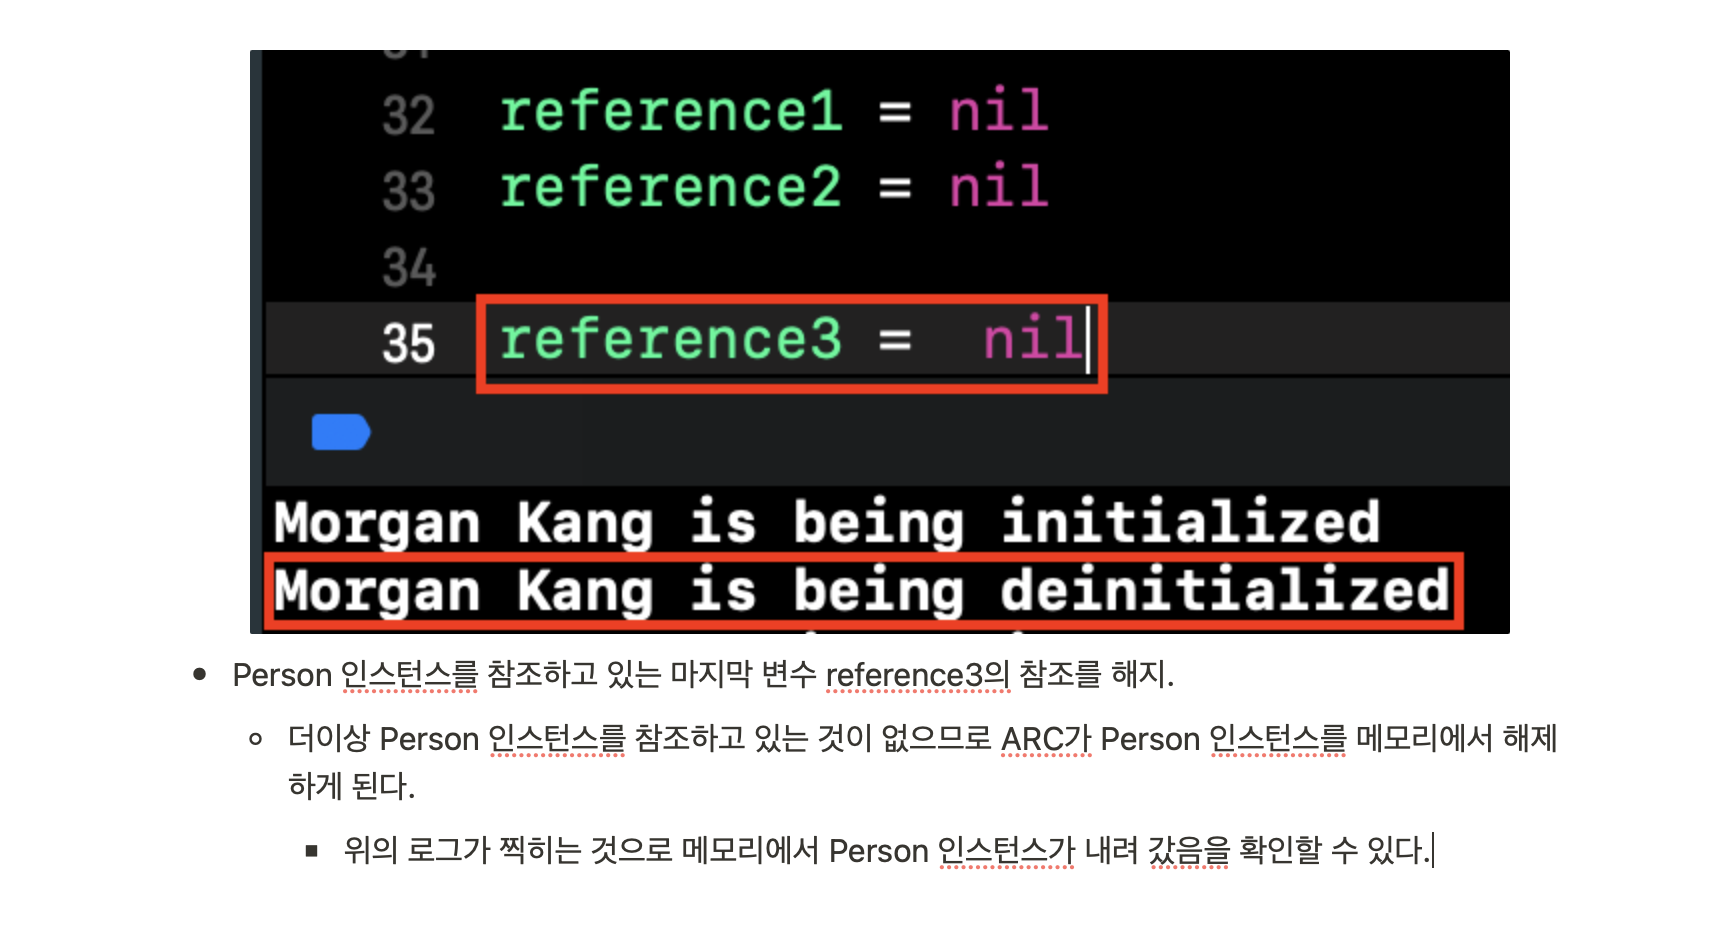 32 reference1 = nil
33 reference2 = nil
34
35 reference3 =  nil
Morgan Kang is being initialized
Morgan Kang is being deinitialized
Person 인스턴스를 참조하고 있는 마지막 변수 reference3의 참조를 해지.
더이상 Person 인스턴스를 참조하고 있는 것이 없으므로 ARC가 Person 인스턴스를 메모리에서 해제
하게 된다.
위의 로그가 찍히는 것으로 메모리에서 Person 인스턴스가 내려 갔음을 확인할 수 있다.